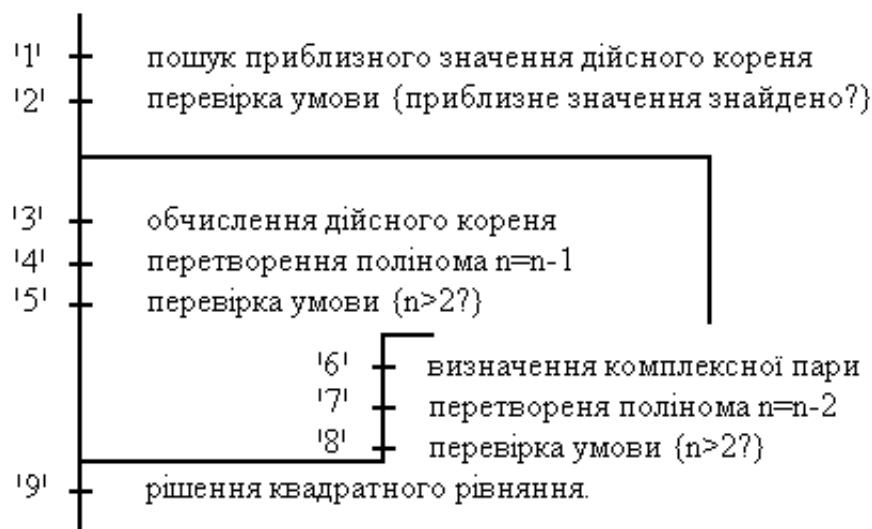 '1' пошук приблизного значення дійсного кореня
'2' перевірка умови {приблизне значення знайдено?}
'3' обчислення дійсного кореня
'4' перетворення полінома n=n-1
'5' перевірка умови {n>2?}
'6' визначення комплексної пари
'7' перетвореня полінома n=n-2
'8' перевірка умови {n>2?}
'9' рішення квадратного рівняння.